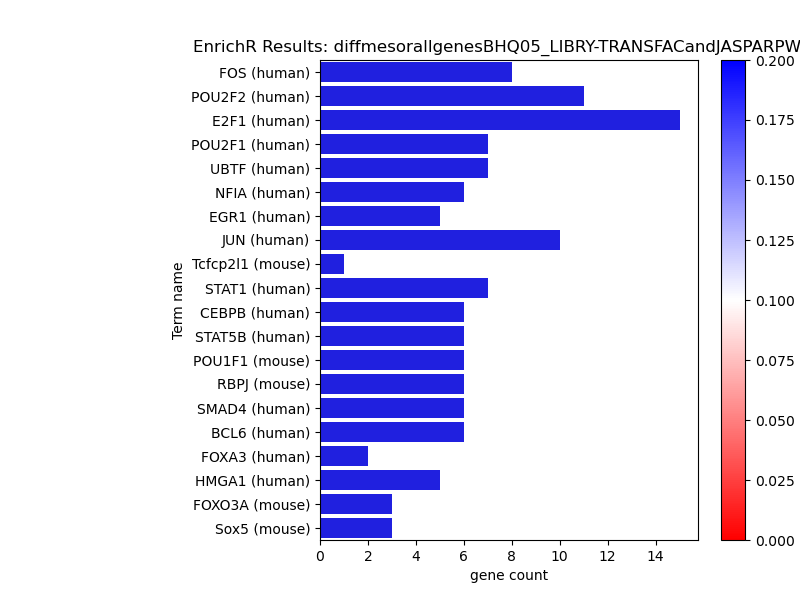 EnrichR Results: diffmesorallgenesBHQ05_LIBRY-TRANSFACandJASPARPW
FOS (human)
POU2F2 (human)
E2F1 (human)
POU2F1 (human)
UBTF (human)
NFIA (human)
EGR1 (human)
JUN (human)
Tcfcp2l1 (mouse)
STAT1 (human)
CEBPB (human)
STAT5B (human)
POU1F1 (mouse)
RBPJ (mouse)
SMAD4 (human)
BCL6 (human)
FOXA3 (human)
HMGA1 (human)
FOXO3A (mouse)
Sox5 (mouse)
Term name
0 2 4 6 8 10 12 14
gene count
0.200
0.175
0.150
0.125
0.100
0.075
0.050
0.025
0.000